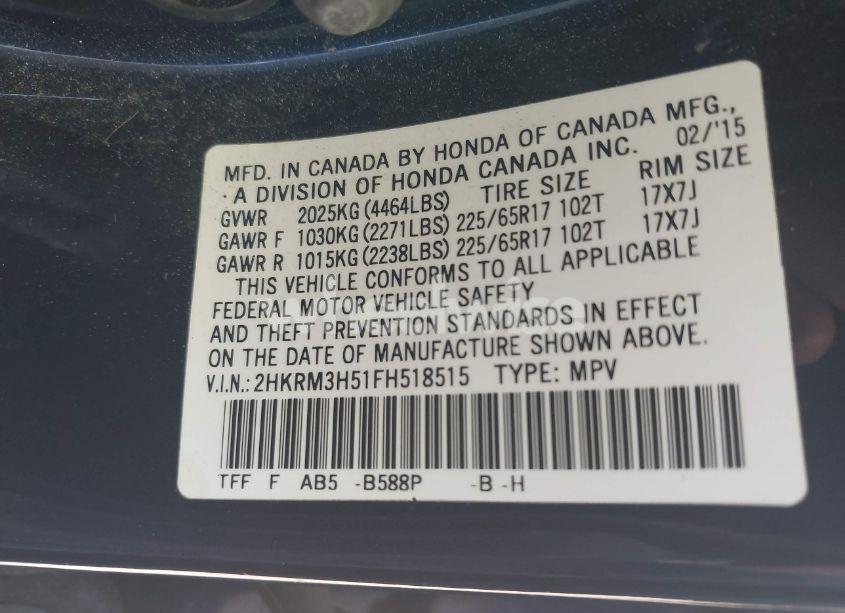 MFD. IN CANADA BY HONDA OF CANADA MFG.,
A DIVISION OF HONDA CANADA INC. 02/'15
GVWR 2025KG (4464LBS) TIRE SIZE RIM SIZE
GAWR F 1030KG (2271LBS) 225/65R17 102T 17X7J
GAWR R 1015KG (2238LBS) 225/65R17 102T 17X7J
THIS VEHICLE CONFORMS TO ALL APPLICABLE
FEDERAL MOTOR VEHICLE SAFETY
AND THEFT PREVENTION STANDARDS IN EFFECT
ON THE DATE OF MANUFACTURE SHOWN ABOVE.
V.I.N.: 2HKRM3H51FH518515 TYPE: MPV
TFF F AB5 -B588P -B -H